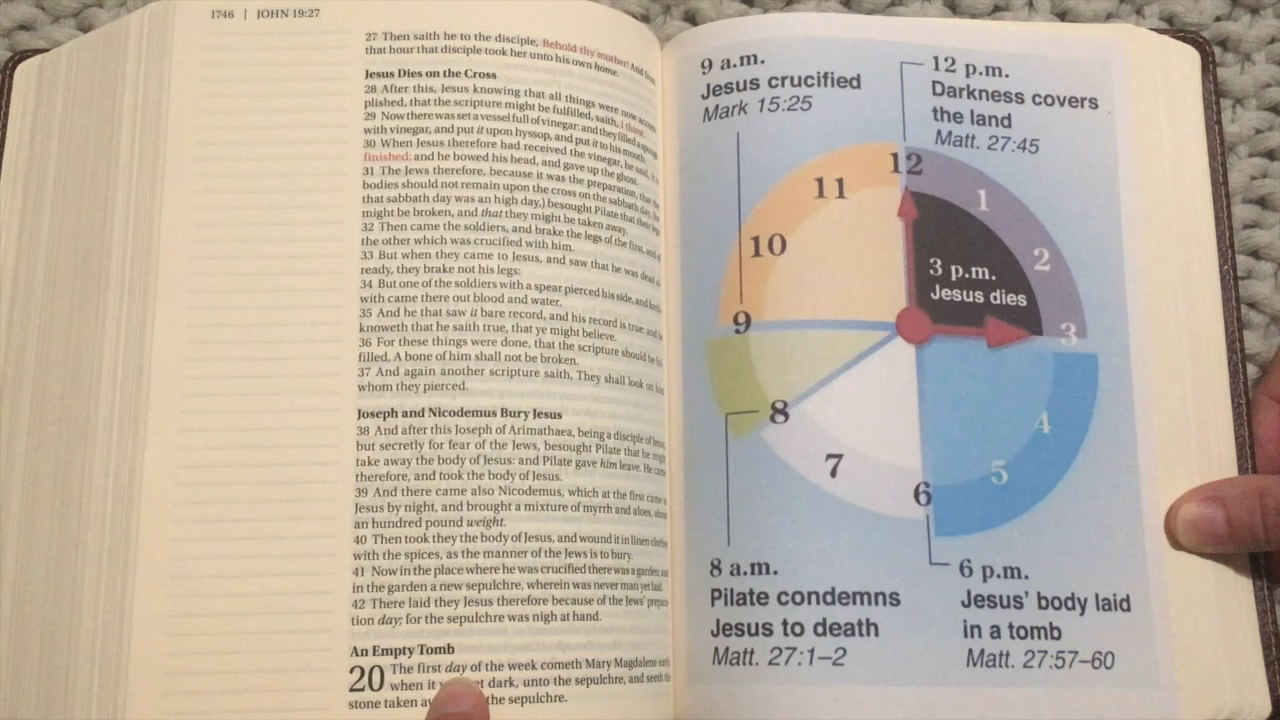 1746 | JOHN 19:27
27 Then saith he to the disciple, Behold thy mother! And from
that hour that disciple took her unto his own home.
Jesus Dies on the Cross
28 After this, Jesus knowing that all things were now accom
plished, that the scripture might be fulfilled, saith, I thirst.
29 Now there was set a vessel full of vinegar: and they filled a spunge
with vinegar, and put it upon hyssop, and put it to his mouth.
30 When Jesus therefore had received the vinegar, he said, It is
finished: and he bowed his head, and gave up the ghost.
31 The Jews therefore, because it was the preparation, that the
bodies should not remain upon the cross on the sabbath day, (for
that sabbath day was an high day,) besought Pilate that their legs
might be broken, and that they might be taken away.
32 Then came the soldiers, and brake the legs of the first, and
the other which was crucified with him.
33 But when they came to Jesus, and saw that he was dead
ready, they brake not his legs:
34 But one of the soldiers with a spear pierced his side, and forth
with came there out blood and water.
35 And he that saw it bare record, and his record is true: and
knoweth that he saith true, that ye might believe.
36 For these things were done, that the scripture should be
filled, A bone of him shall not be broken.
37 And again another scripture saith, They shall look on
whom they pierced.
Joseph and Nicodemus Bury Jesus
38 And after this Joseph of Arimathaea, being a disciple of Jesus,
but secretly for fear of the Jews, besought Pilate that he might
take away the body of Jesus: and Pilate gave him leave. He came
therefore, and took the body of Jesus.
39 And there came also Nicodemus, which at the first came
Jesus by night, and brought a mixture of myrrh and aloes, about
an hundred pound weight.
40 Then took they the body of Jesus, and wound it in linen clothes
with the spices, as the manner of the Jews is to bury.
41 Now in the place where he was crucified there was a garden; and
in the garden a new sepulchre, wherein was never man yet laid.
42 There laid they Jesus therefore because of the Jews' prepara
tion day; for the sepulchre was nigh at hand.
An Empty Tomb
20 The first day of the week cometh Mary Magdalene early,
when it dark, unto the sepulchre, and seeth the
stone taken the sepulchre.
9 a.m.
Jesus crucified
Mark 15:25
12 p.m.
Darkness covers
the land
Matt. 27:45
12
11
1
10
2
3 p.m.
Jesus dies
9
3
8
4
7
5
6
8 a.m.
Pilate condemns
Jesus to death
Matt. 27:1–2
6 p.m.
Jesus' body laid
in a tomb
Matt. 27:57–60